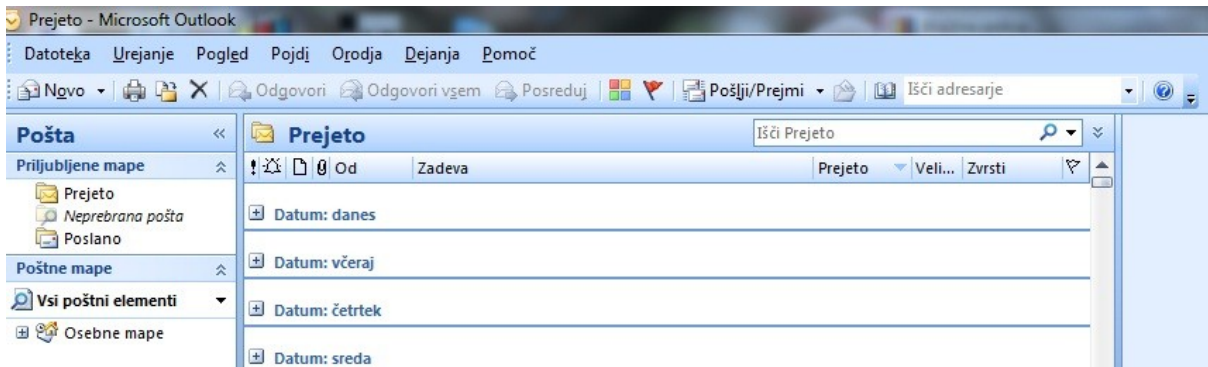 Prejeto - Microsoft Outlook
Datoteka Urejanje Pogled Pojdi Orodja Dejanja Pomoč
Novo Odgovori Odgovori vsem Posreduj Pošlji/Prejmi Išči adresarje
Pošta «
Prejeto Išči Prejeto
Priljubljene mape
! Od Zadeva Prejeto Veli... Zvrsti
Prejeto
Neprebrana pošta
Poslano
Poštne mape
Vsi poštni elementi
Osebne mape
Datum: danes
Datum: včeraj
Datum: četrtek
Datum: sreda